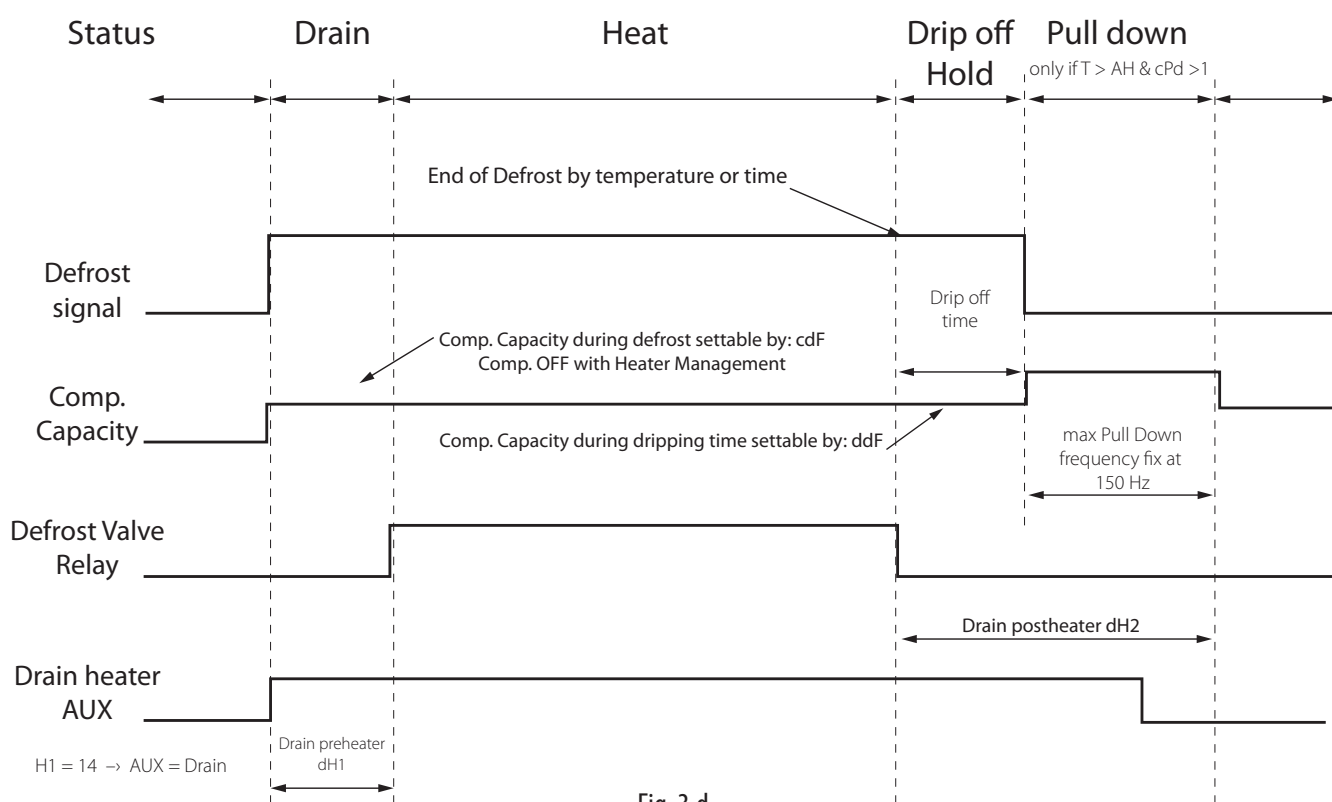 Status
Drain
Heat
Drip off
Hold
Pull down
only if T > AH & cPd >1
End of Defrost by temperature or time
Defrost
signal
Drip off
time
Comp. Capacity during defrost settable by: cdF
Comp. OFF with Heater Management
Comp.
Capacity
Comp. Capacity during dripping time settable by: ddF
max Pull Down
frequency fix at
150 Hz
Defrost Valve
Relay
Drain postheater dH2
Drain heater
AUX
Drain preheater
dH1
H1 = 14 –> AUX = Drain